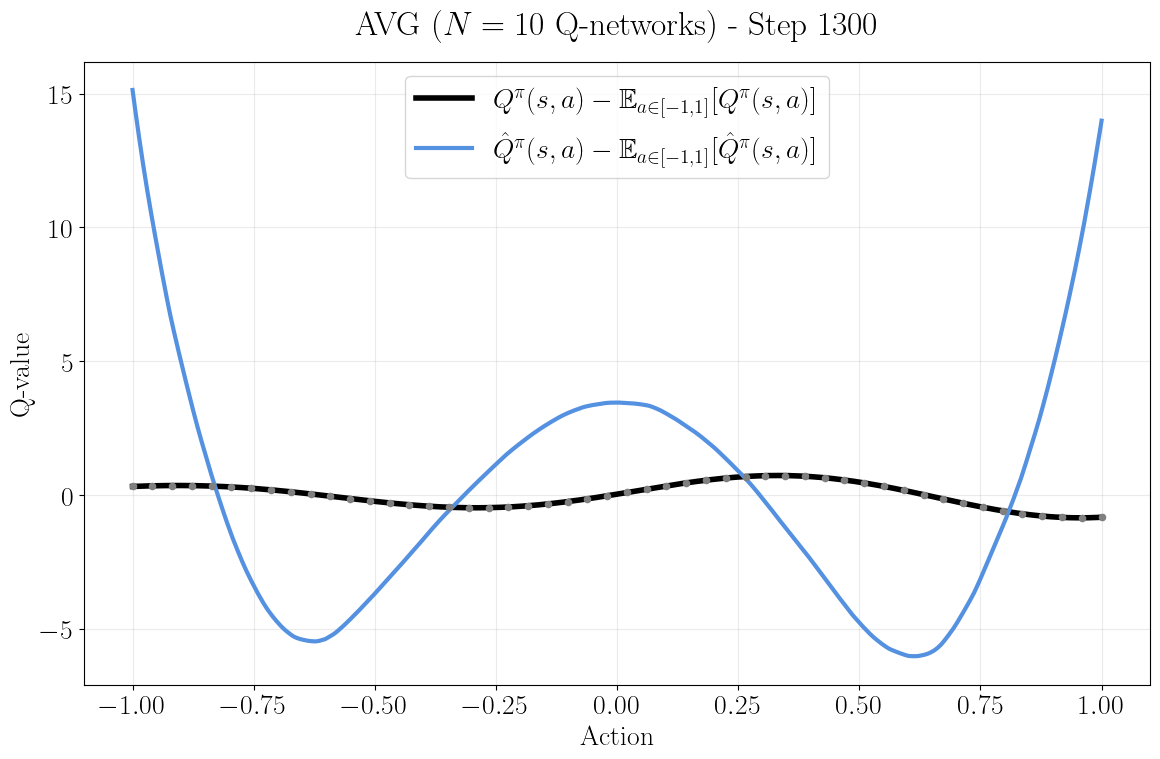 AVG (N = 10 Q-networks) - Step 1300
Q^π(s, a) − 𝔼_{a∈[−1,1]}[Q^π(s, a)]
Q̂^π(s, a) − 𝔼_{a∈[−1,1]}[Q̂^π(s, a)]
15
10
5
0
−5
Q-value
−1.00 −0.75 −0.50 −0.25 0.00 0.25 0.50 0.75 1.00
Action